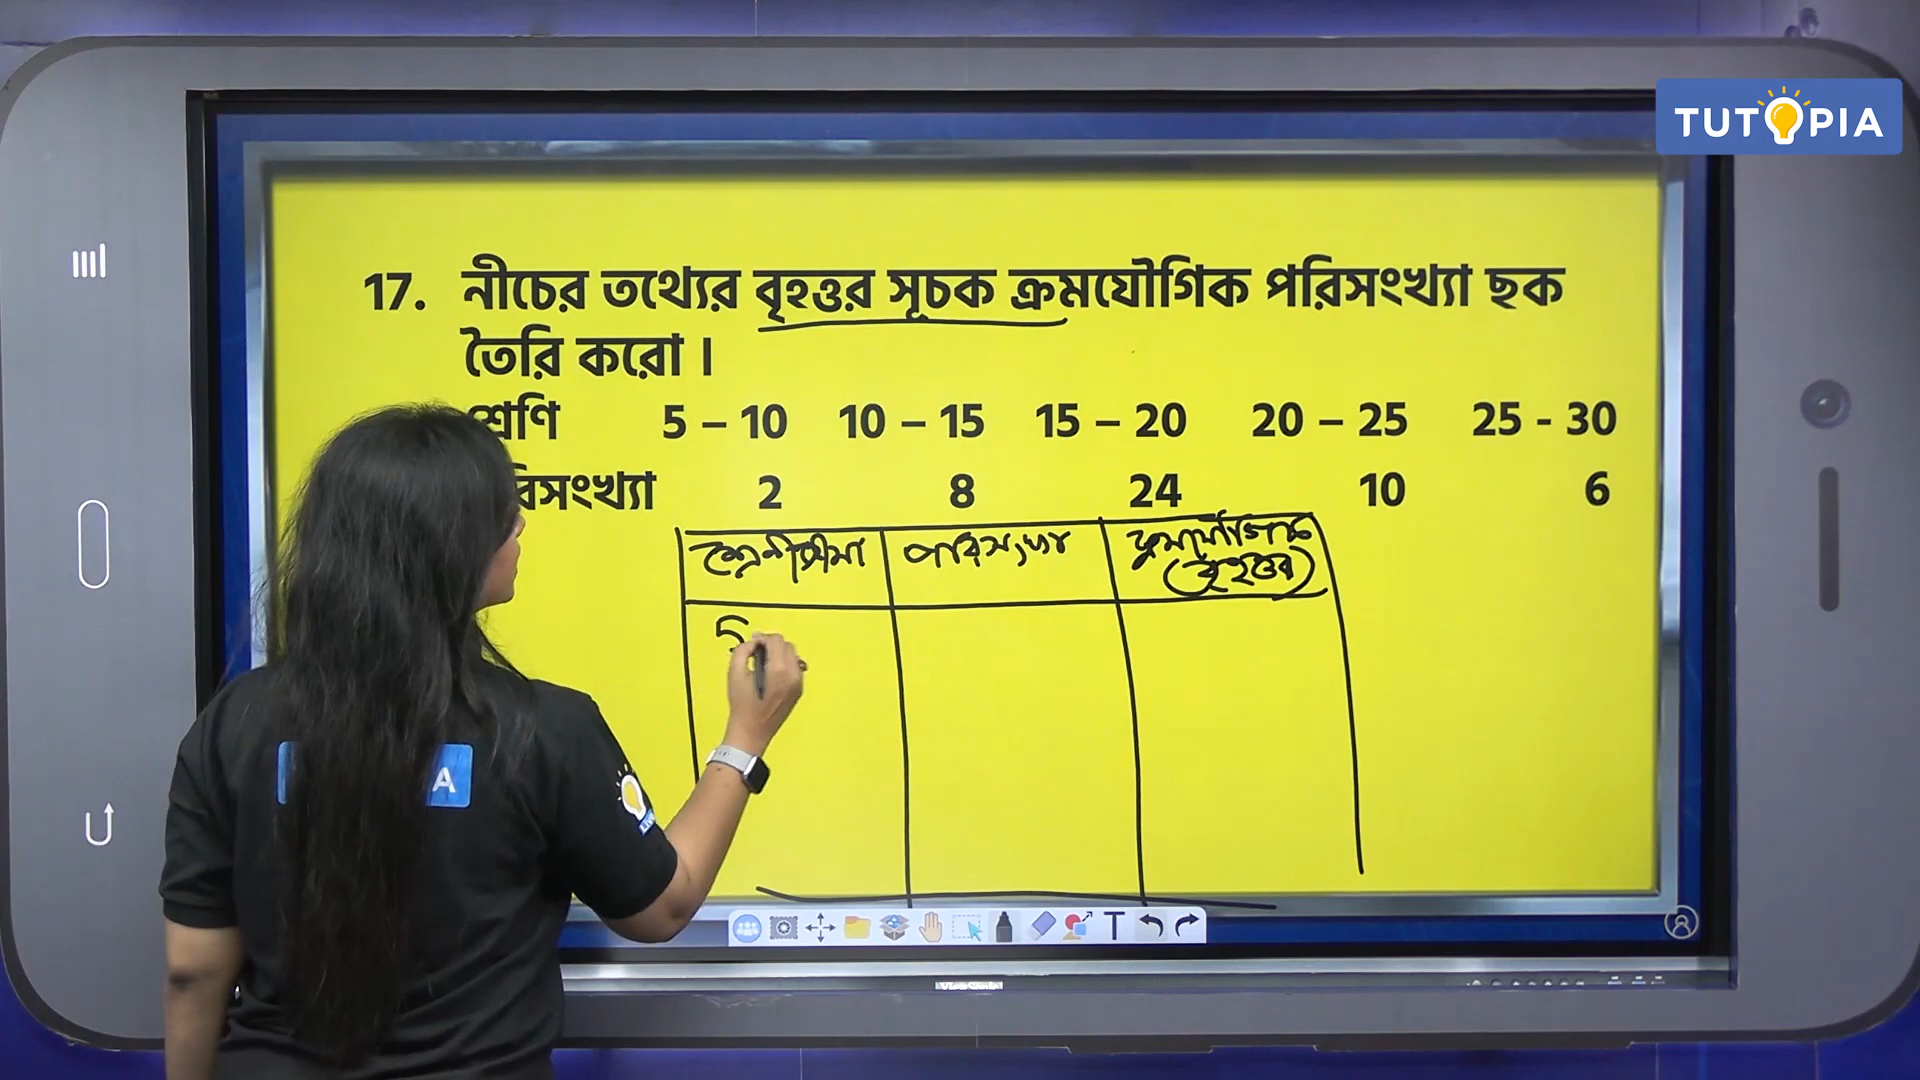 TUTOPIA
17. নীচের তথ্যের বৃহত্তর সূচক ক্রমযৌগিক পরিসংখ্যা ছক
তৈরি করো ।
শ্রেণি 5 – 10 10 – 15 15 – 20 20 – 25 25 - 30
রিসংখ্যা 2 8 24 10 6
শ্রেণীসীমা পরিসংখ্যা ক্রমযৌগিক
(বৃহত্তর)
5
A
T